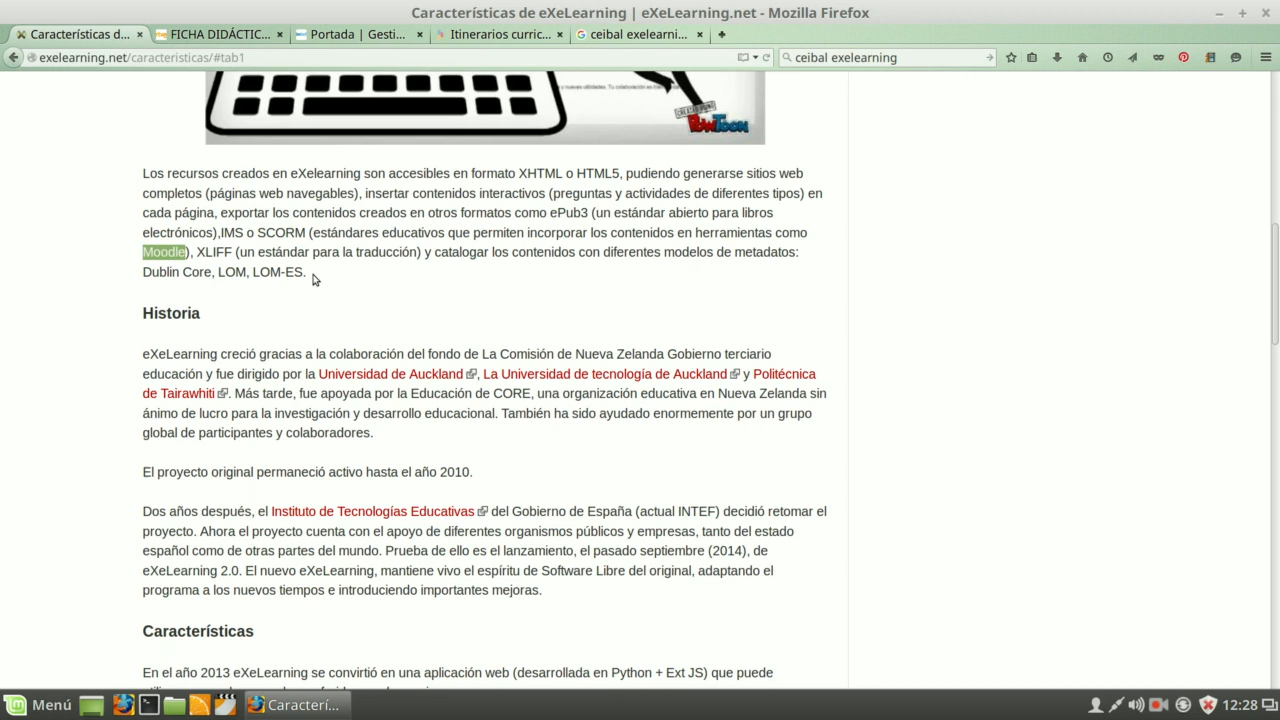 Características de eXeLearning | eXeLearning.net - Mozilla Firefox
Características d... FICHA DIDÁCTIC... Portada | Gesti... Itinerarios curric... ceibal exelearni...
exelearning.net/caracteristicas/#tab1 ceibal exelearning
y nuevas utilidades. Tu colaboración es
POWTOON
Los recursos creados en eXelearning son accesibles en formato XHTML o HTML5, pudiendo generarse sitios web
completos (páginas web navegables), insertar contenidos interactivos (preguntas y actividades de diferentes tipos) en
cada página, exportar los contenidos creados en otros formatos como ePub3 (un estándar abierto para libros
electrónicos),IMS o SCORM (estándares educativos que permiten incorporar los contenidos en herramientas como
Moodle), XLIFF (un estándar para la traducción) y catalogar los contenidos con diferentes modelos de metadatos:
Dublin Core, LOM, LOM-ES.
Historia
eXeLearning creció gracias a la colaboración del fondo de La Comisión de Nueva Zelanda Gobierno terciario
educación y fue dirigido por la Universidad de Auckland, La Universidad de tecnología de Auckland y Politécnica
de Tairawhiti. Más tarde, fue apoyada por la Educación de CORE, una organización educativa en Nueva Zelanda sin
ánimo de lucro para la investigación y desarrollo educacional. También ha sido ayudado enormemente por un grupo
global de participantes y colaboradores.
El proyecto original permaneció activo hasta el año 2010.
Dos años después, el Instituto de Tecnologías Educativas del Gobierno de España (actual INTEF) decidió retomar el
proyecto. Ahora el proyecto cuenta con el apoyo de diferentes organismos públicos y empresas, tanto del estado
español como de otras partes del mundo. Prueba de ello es el lanzamiento, el pasado septiembre (2014), de
eXeLearning 2.0. El nuevo eXeLearning, mantiene vivo el espíritu de Software Libre del original, adaptando el
programa a los nuevos tiempos e introduciendo importantes mejoras.
Características
En el año 2013 eXeLearning se convirtió en una aplicación web (desarrollada en Python + Ext JS) que puede
Menú Caracterí... 12:28